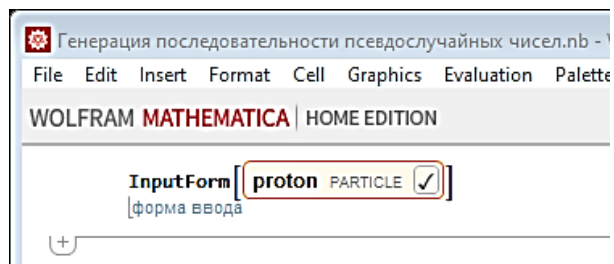 Генерация последовательности псевдослучайных чисел.nb -
File Edit Insert Format Cell Graphics Evaluation
WOLFRAM MATHEMATICA | HOME EDITION
InputForm[proton PARTICLE ✓]
форма ввода